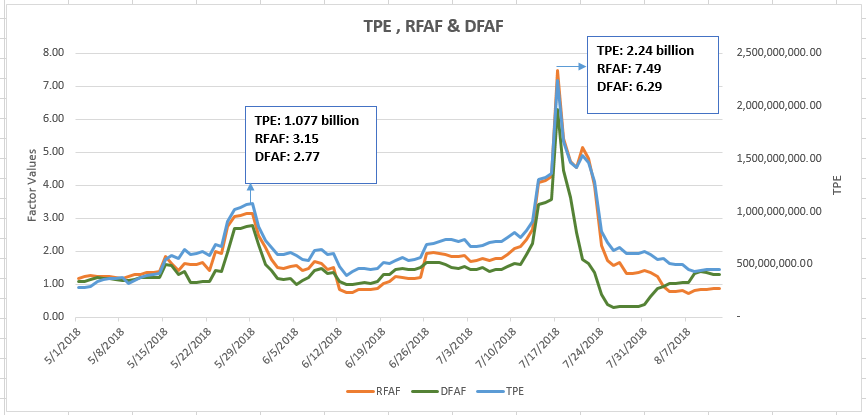 TPE , RFAF & DFAF
8.00
7.00
6.00
5.00
4.00
3.00
2.00
1.00
0.00
Factor Values
TPE: 1.077 billion
RFAF: 3.15
DFAF: 2.77
TPE: 2.24 billion
RFAF: 7.49
DFAF: 6.29
2,500,000,000.00
2,000,000,000.00
1,500,000,000.00
1,000,000,000.00
500,000,000.00
-
TPE
5/1/2018
5/8/2018
5/15/2018
5/22/2018
5/29/2018
6/5/2018
6/12/2018
6/19/2018
6/26/2018
7/3/2018
7/10/2018
7/17/2018
7/24/2018
7/31/2018
8/7/2018
RFAF
DFAF
TPE